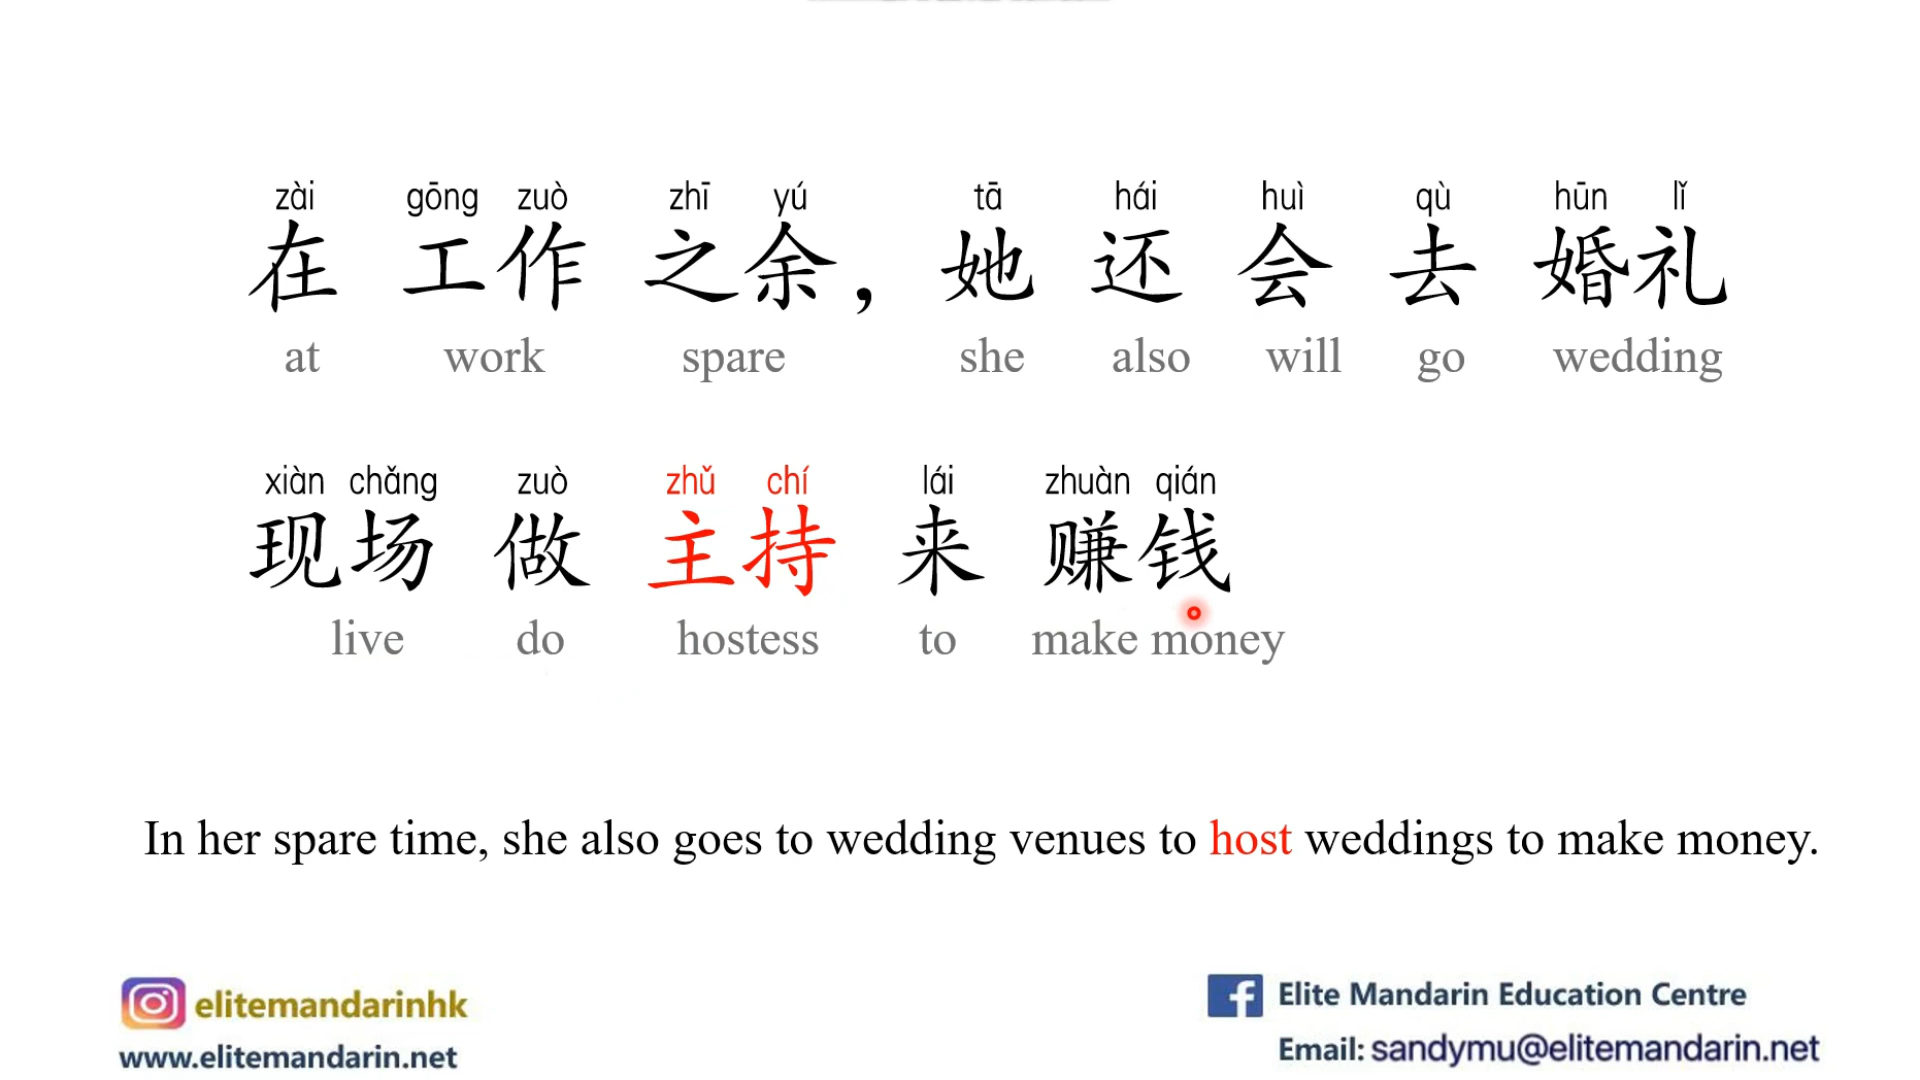 zài gōng zuò zhī yú tā hái huì qù hūn lǐ
在 工作 之余，她 还 会 去 婚礼
at work spare she also will go wedding
xiàn chǎng zuò zhǔ chí lái zhuàn qián
现场 做 主持 来 赚钱
live do hostess to make money
In her spare time, she also goes to wedding venues to host weddings to make money.
elitemandarinhk
www.elitemandarin.net
Elite Mandarin Education Centre
Email: sandymu@elitemandarin.net